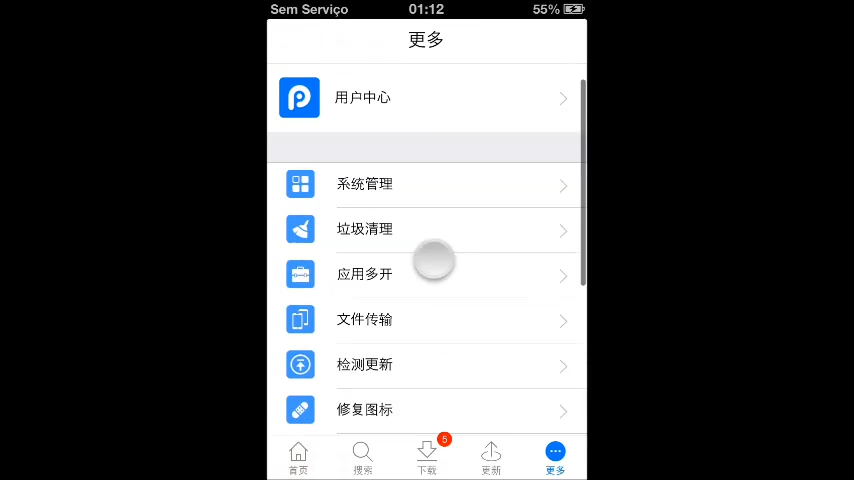 Sem Serviço 01:12 55%
更多
用户中心
系统管理
垃圾清理
应用多开
文件传输
检测更新
修复图标
5
首页 搜索 下载 更新 更多